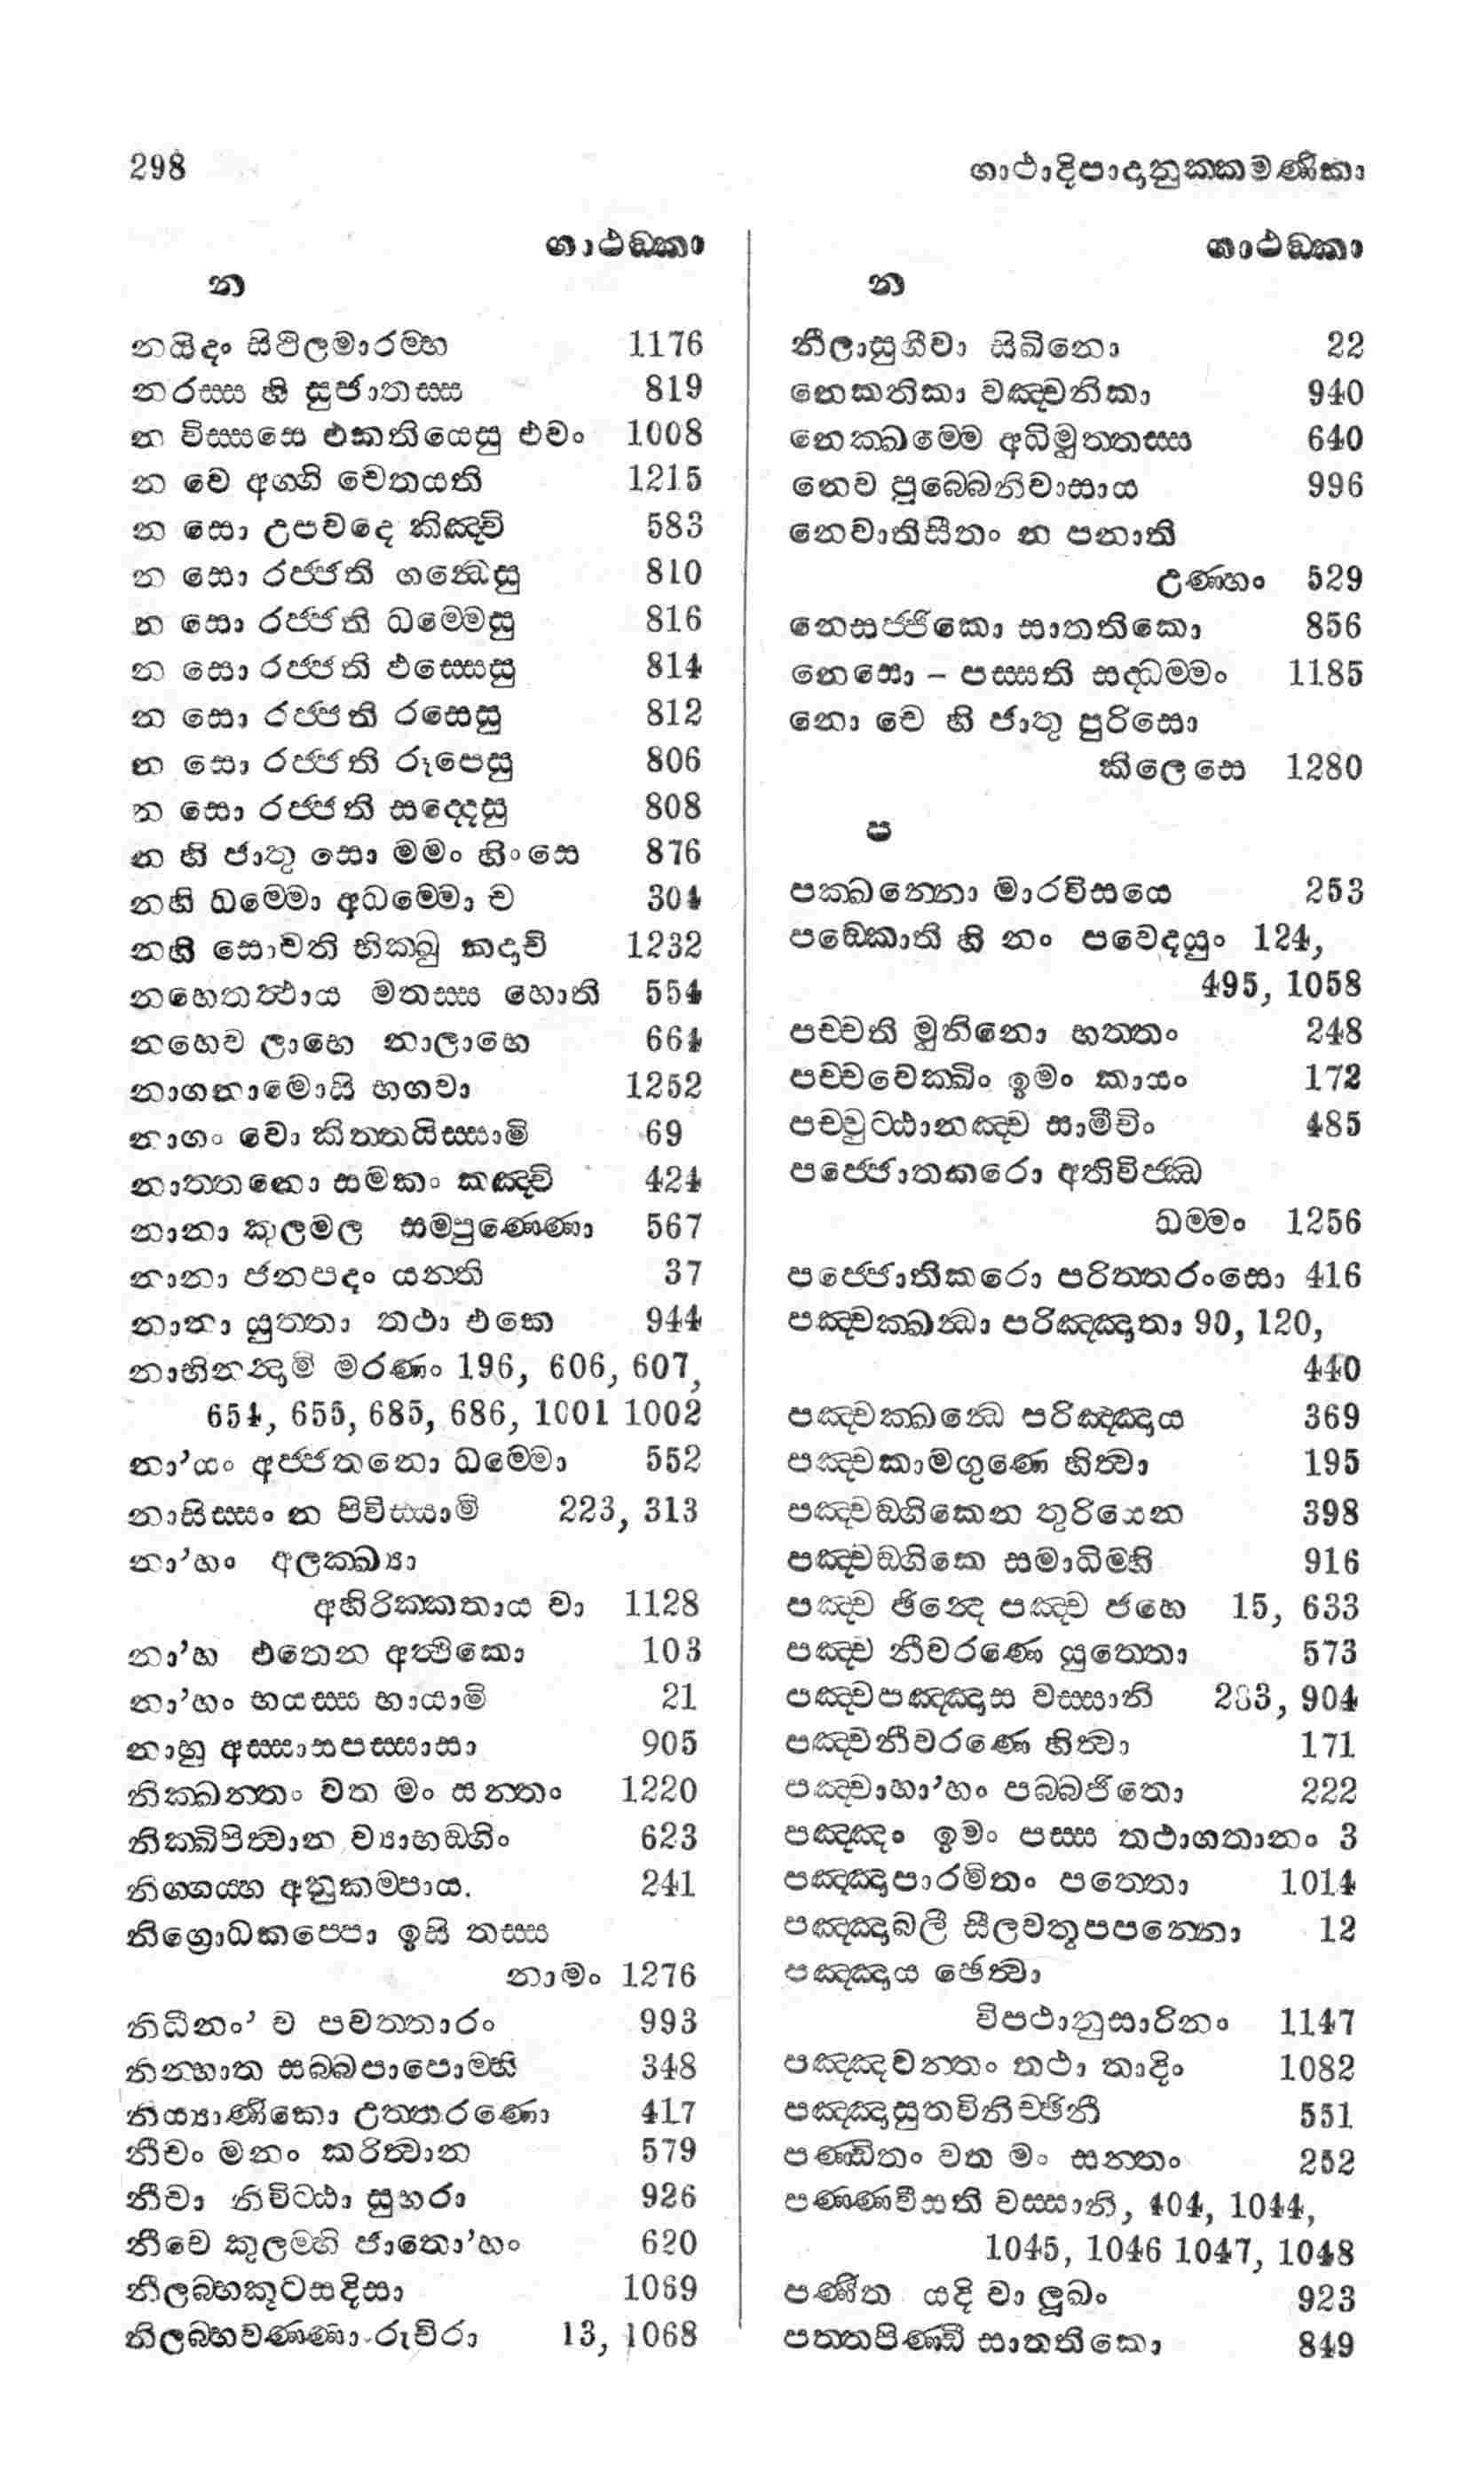 298
ගාථාදිපාදානුක්කමණිකා
ගාථඞ්කා
න
නයිදං සිථිලමාරම්භ 1176
නරස්ස හි සුජාතස්ස 819
න විස්සසෙ එකතියෙසු එවං 1008
න වෙ අග්ගි චෙතයති 1215
න සො උපවදෙ කිඤ්චි 583
න සො රජ්ජති ගන්ධෙසු 810
න සො රජ්ජති ධම්මෙසු 816
න සො රජ්ජති ඵස්සෙසු 814
න සො රජ්ජති රසෙසු 812
න සො රජ්ජති රූපෙසු 806
න සො රජ්ජති සද්දෙසු 808
න හි ජාතු සො මමං හිංසෙ 876
නහි ධම්මො අධම්මො ච 304
නහි සොචති භික්ඛු කදාචි 1232
නහෙතත්ථාය මතස්ස හොති 554
නහෙව ලාභෙ නාලාභෙ 664
නාගනාමොසි භගවා 1252
නාගං වො කිත්තයිස්සාමි 69
නාත්තනො සමකං කඤ්චි 424
නානා කුලමල සම්පුණ්ණො 567
නානා ජනපදං යන්ති 37
නානා යුත්තා තථා එකෙ 944
නාභිනන්දාමි මරණං 196, 606, 607,
654, 655, 685, 686, 1001 1002
නා’යං අජ්ජතනො ධම්මො 552
නාසිස්සං න පිවිස්සාමි 223, 313
නා’හං අලක්ඛ්‍යා
අහිරික්කතාය වා 1128
නා’හ එතෙන අත්ථිකො 103
නා’හං භයස්ස භායාමි 21
නාහු අස්සාසපස්සාසා 905
නික්ඛන්තං වත මං සන්තං 1220
නික්ඛිපිත්වාන ව්‍යාභඞ්ගිං 623
නිග්ගය්හ අනුකම්පාය. 241
නිග්‍රොධකප්පො ඉසි තස්ස
නාමං 1276
නිධීනං’ ව පවත්තාරං 993
නින්හාත සබ්බපාපොම්හි 348
නිය්‍යාණිකො උත්තරණො 417
නීචං මනං කරිත්වාන 579
නීචා නිවිට්ඨා සුභරා 926
නීචෙ කුලම්හි ජාතො’හං 620
නීලබ්භකූටසදිසා 1069
නිලබ්භවණ්ණා රුචිරා 13, 1068
ගාථඞ්කා
න
නීලාසුගීවා සිඛිනො 22
නෙකතිකා වඤ්චනිකා 940
නෙක්ඛම්මෙ අධිමුත්තස්ස 640
නෙව පුබ්බෙනිවාසාය 996
නෙවාතිසීතං න පනාති
උණ්හං 529
නෙසජ්ජිකො සාතතිකො 856
නෙසො – පස්සති සද්ධම්මං 1185
නො චෙ හි ජාතු පුරිසො
කිලෙසෙ 1280
ප
පක්ඛන්තො මාරවිසයෙ 253
පඞ්කොති හි නං පවෙදයුං 124,
495, 1058
පච්චති මුනිනො භත්තං 248
පච්චවෙක්ඛිං ඉමං කායං 172
පච්චුට්ඨානඤ්ච සාමීචිං 485
පජ්ජොතකරො අතිවිජ්ඣ
ධම්මං 1256
පජ්ජොතිකරො පරිත්තරංසො 416
පඤ්චක්ඛන්ධා පරිඤ්ඤාතා 90, 120,
440
පඤ්චක්ඛන්ධෙ පරිඤ්ඤාය 369
පඤ්චකාමගුණෙ හිත්වා 195
පඤ්චඞ්ගිකෙන තුරියෙන 398
පඤ්චඞ්ගිකෙ සමාධිම්හි 916
පඤ්ච ඡින්දෙ පඤ්ච ජහෙ 15, 633
පඤ්ච නීවරණෙ යුත්තො 573
පඤ්චපඤ්ඤාස වස්සානි 283, 904
පඤ්චනීවරණෙ හිත්වා 171
පඤ්චාහා’හං පබ්බජිතො 222
පඤ්ඤං ඉමං පස්ස තථාගතානං 3
පඤ්ඤාපාරමිතං පත්තො 1014
පඤ්ඤාබලී සීලවතූපපන්නො 12
පඤ්ඤාය ඡෙත්වා
විපථානුසාරිනං 1147
පඤ්ඤවන්තං තථා තාදිං 1082
පඤ්ඤාසුතවිනිච්ඡිනී 551
පණ්ඩිතං වත මං සන්තං 252
පණ්ණවීසති වස්සානි, 404, 1044,
1045, 1046 1047, 1048
පණීත යදි වා ලූඛං 923
පත්තපිණ්ඩී සාතතිකො 849